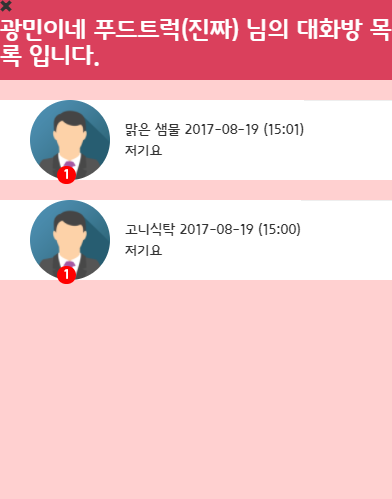 광민이네 푸드트럭(진짜) 님의 대화방 목
록 입니다.
맑은 샘물 2017-08-19 (15:01)
저기요
1
고니식탁 2017-08-19 (15:00)
저기요
1